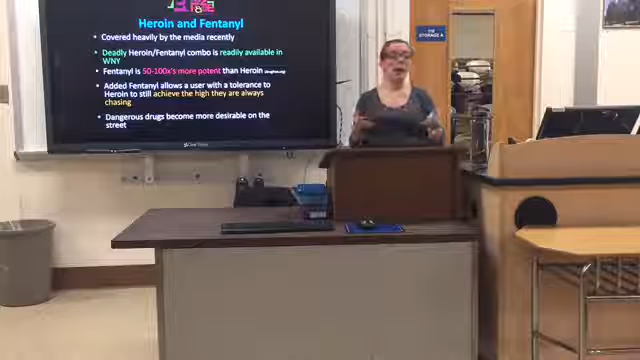 Heroin and Fentanyl
• Covered heavily by the media recently
• Deadly Heroin/Fentanyl combo is readily available in
WNY
• Fentanyl is 50-100x's more potent than Heroin
• Added Fentanyl allows a user with a tolerance to
Heroin to still achieve the high they are always
chasing
• Dangerous drugs become more desirable on the
street
STORAGE A